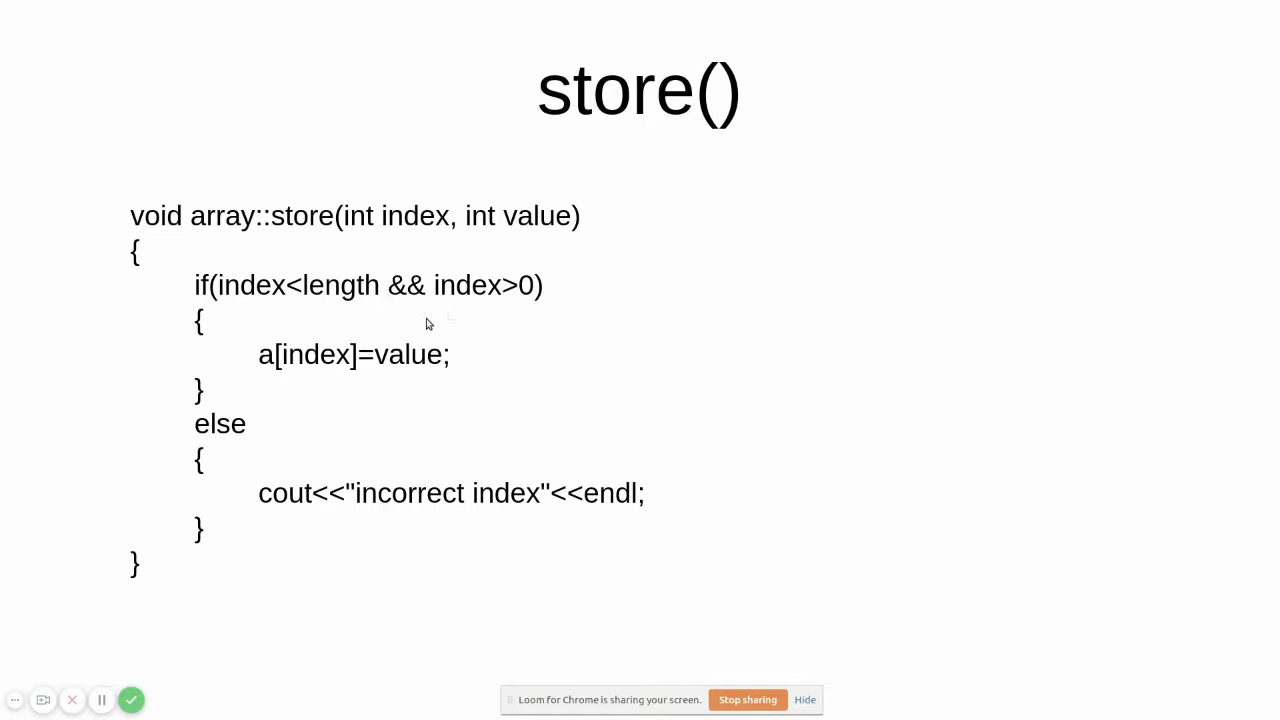 store()
void array::store(int index, int value)
{
if(index<length && index>0)
{
a[index]=value;
}
else
{
cout<<"incorrect index"<<endl;
}
}
Loom for Chrome is sharing your screen. Stop sharing Hide